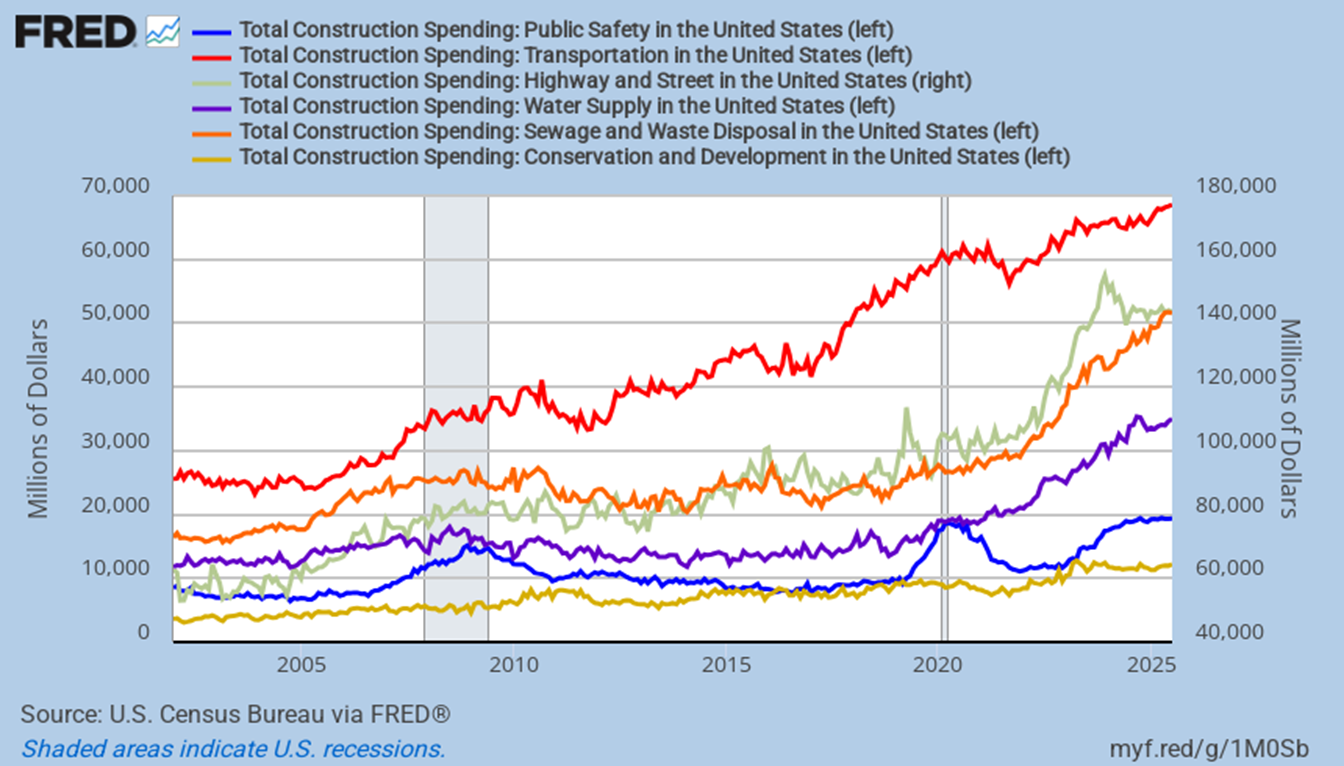 FRED
Total Construction Spending: Public Safety in the United States (left)
Total Construction Spending: Transportation in the United States (left)
Total Construction Spending: Highway and Street in the United States (right)
Total Construction Spending: Water Supply in the United States (left)
Total Construction Spending: Sewage and Waste Disposal in the United States (left)
Total Construction Spending: Conservation and Development in the United States (left)
70,000 180,000
60,000 160,000
50,000 140,000
40,000 120,000
30,000 100,000
20,000 80,000
10,000 60,000
0 40,000
Millions of Dollars
Millions of Dollars
2005 2010 2015 2020 2025
Source: U.S. Census Bureau via FRED®
Shaded areas indicate U.S. recessions.
myf.red/g/1M0Sb